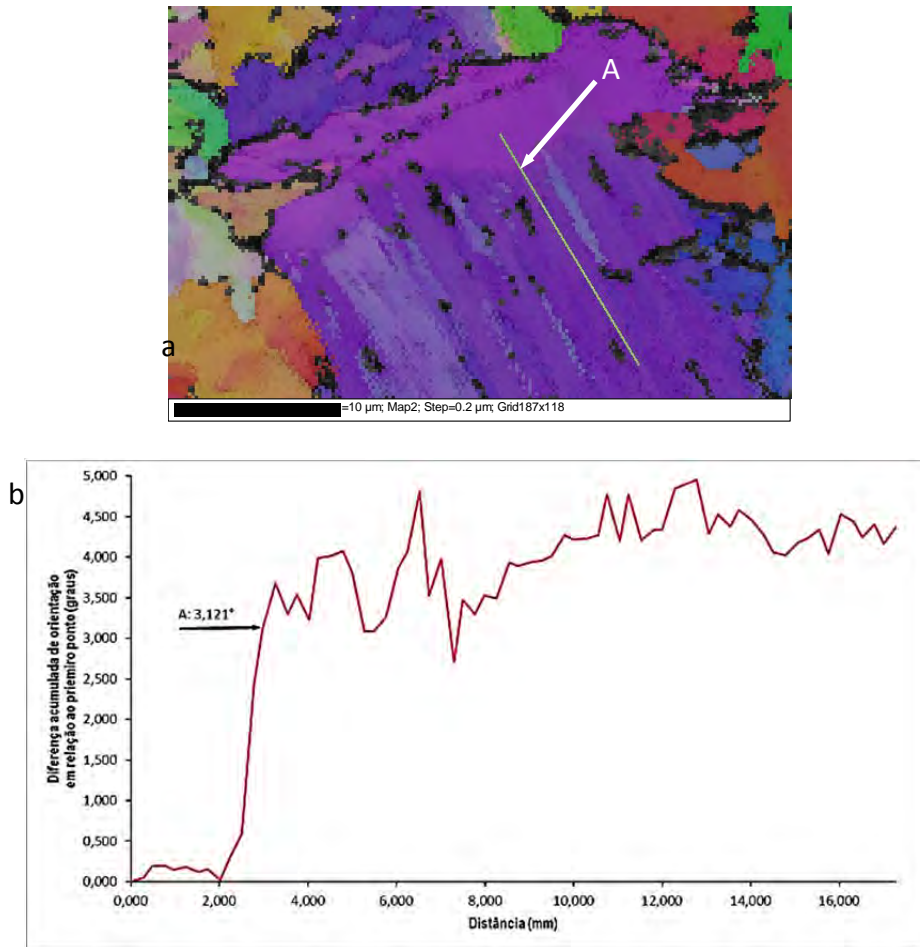 A
a
=10 µm; Map2; Step=0.2 µm; Grid187x118
b
Diferença acumulada de orientação
em relação ao priemiro ponto (graus)
5,000
4,500
4,000
3,500
3,000
2,500
2,000
1,500
1,000
0,500
0,000
A: 3,121°
0,000 2,000 4,000 6,000 8,000 10,000 12,000 14,000 16,000
Distância (mm)